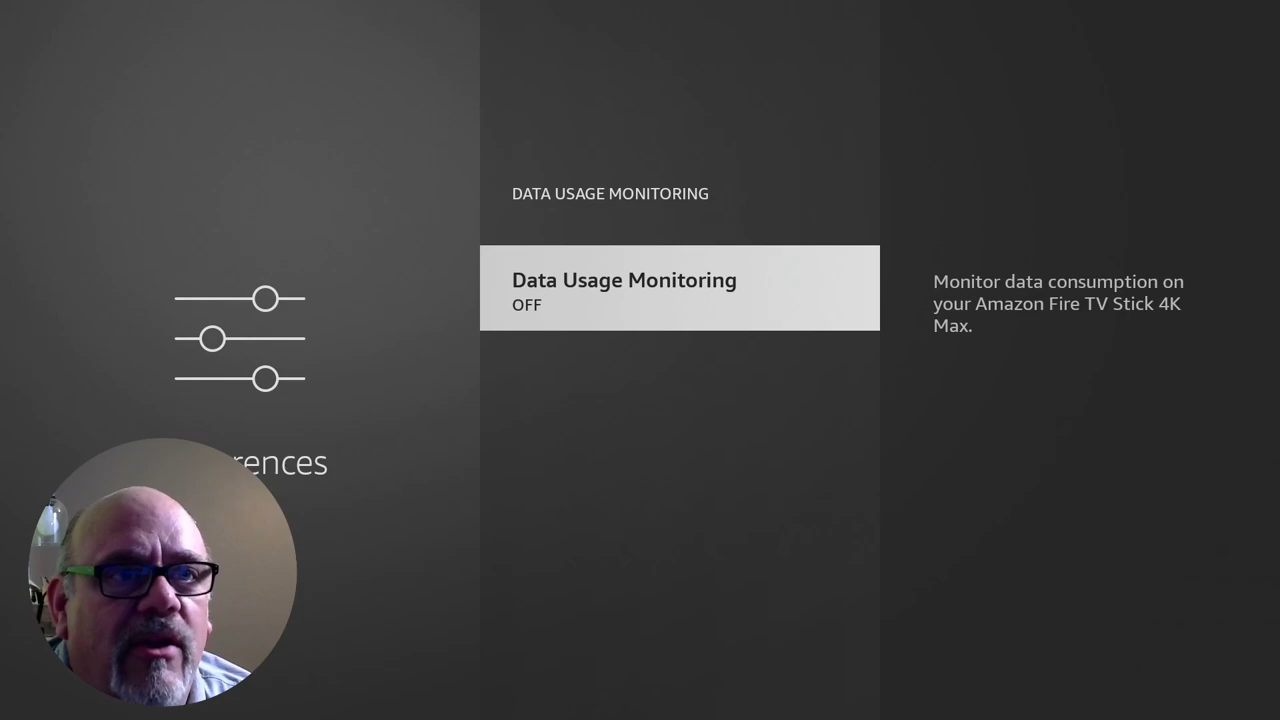 DATA USAGE MONITORING
Data Usage Monitoring
OFF
Monitor data consumption on
your Amazon Fire TV Stick 4K
Max.
rences